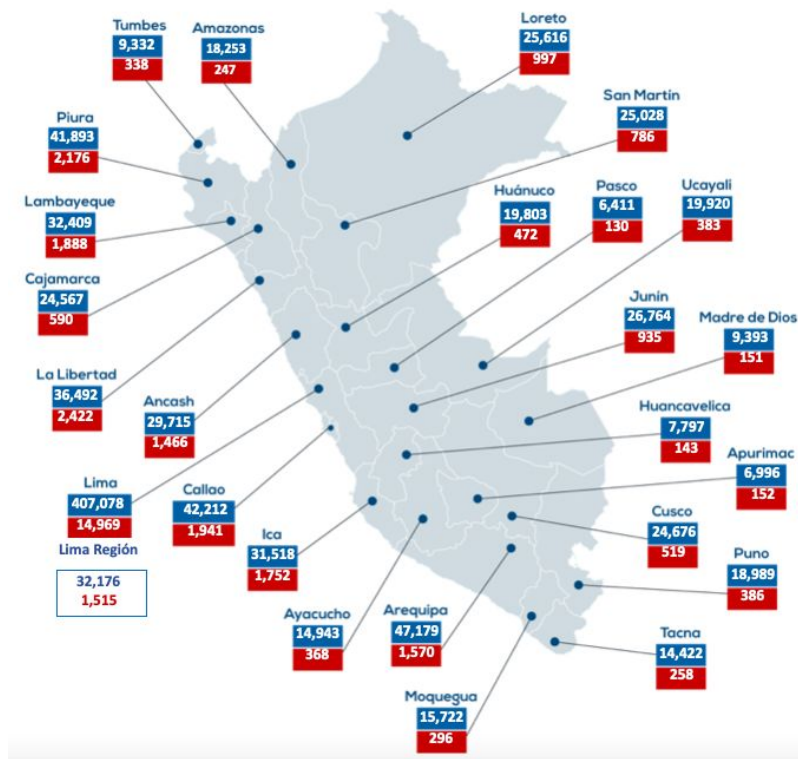 Tumbes
9,332
338
Amazonas
18,253
247
Loreto
25,616
997
San Martín
25,028
786
Piura
41,893
2,176
Lambayeque
32,409
1,888
Huánuco
19,803
472
Pasco
6,411
130
Ucayali
19,920
383
Cajamarca
24,567
590
Junín
26,764
935
Madre de Dios
9,393
151
La Libertad
36,492
2,422
Ancash
29,715
1,466
Huancavelica
7,797
143
Apurimac
6,996
152
Lima
407,078
14,969
Lima Región
32,176
1,515
Callao
42,212
1,941
Ica
31,518
1,752
Cusco
24,676
519
Puno
18,989
386
Ayacucho
14,943
368
Arequipa
47,179
1,570
Tacna
14,422
258
Moquegua
15,722
296